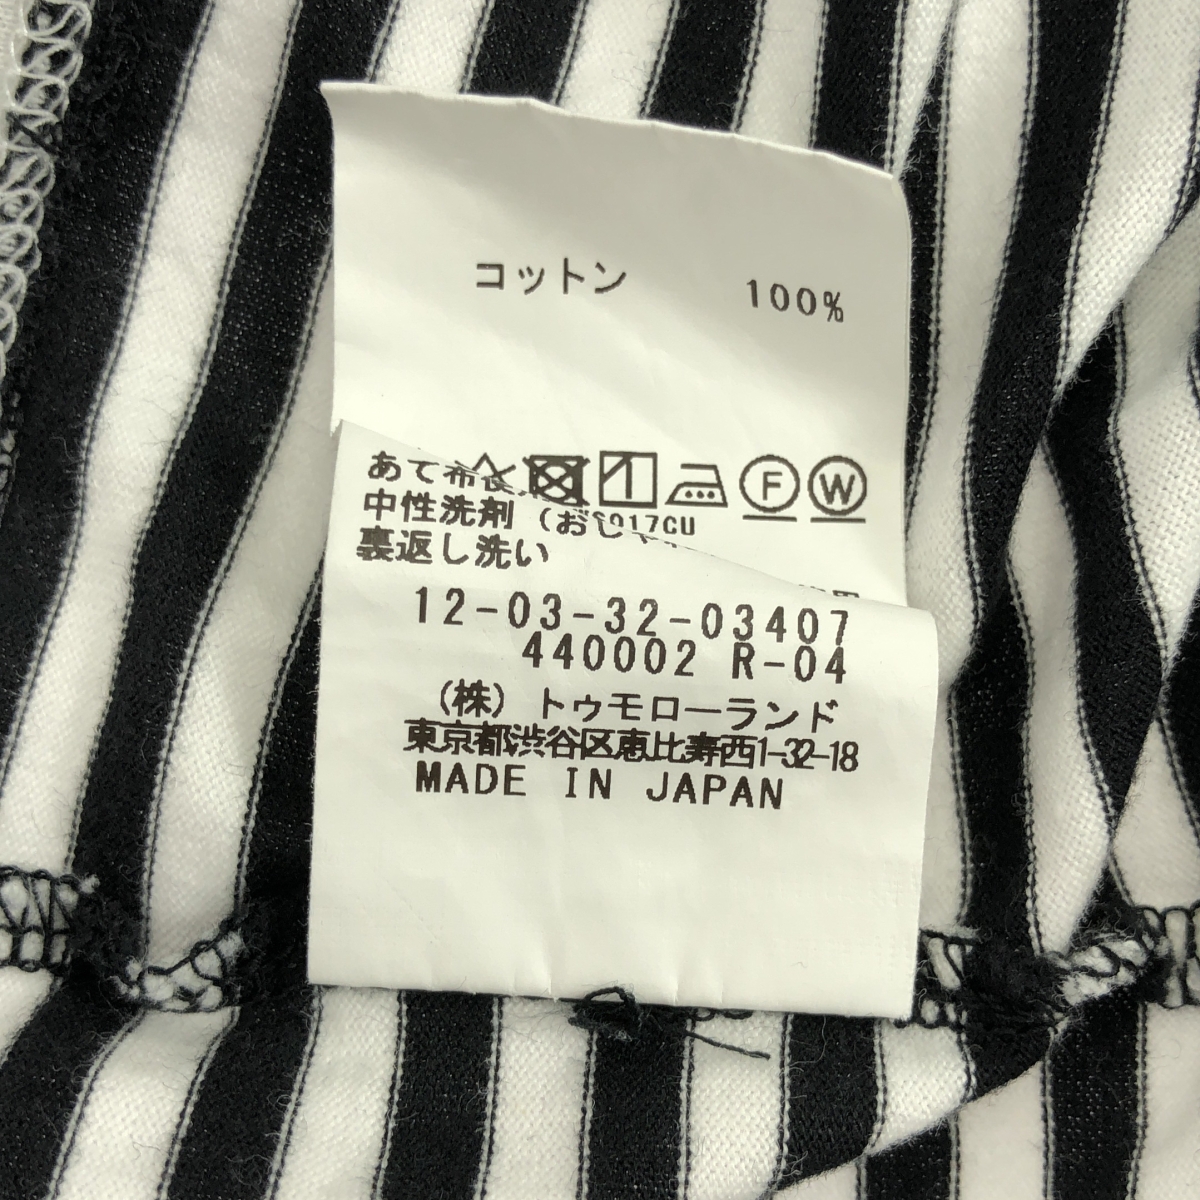 コットン 100%
あて布
S017CU
中性洗剤（おし
裏返し洗い
12-03-32-03407
440002 R-04
（株）トゥモローランド
東京都渋谷区恵比寿西1-32-18
MADE IN JAPAN